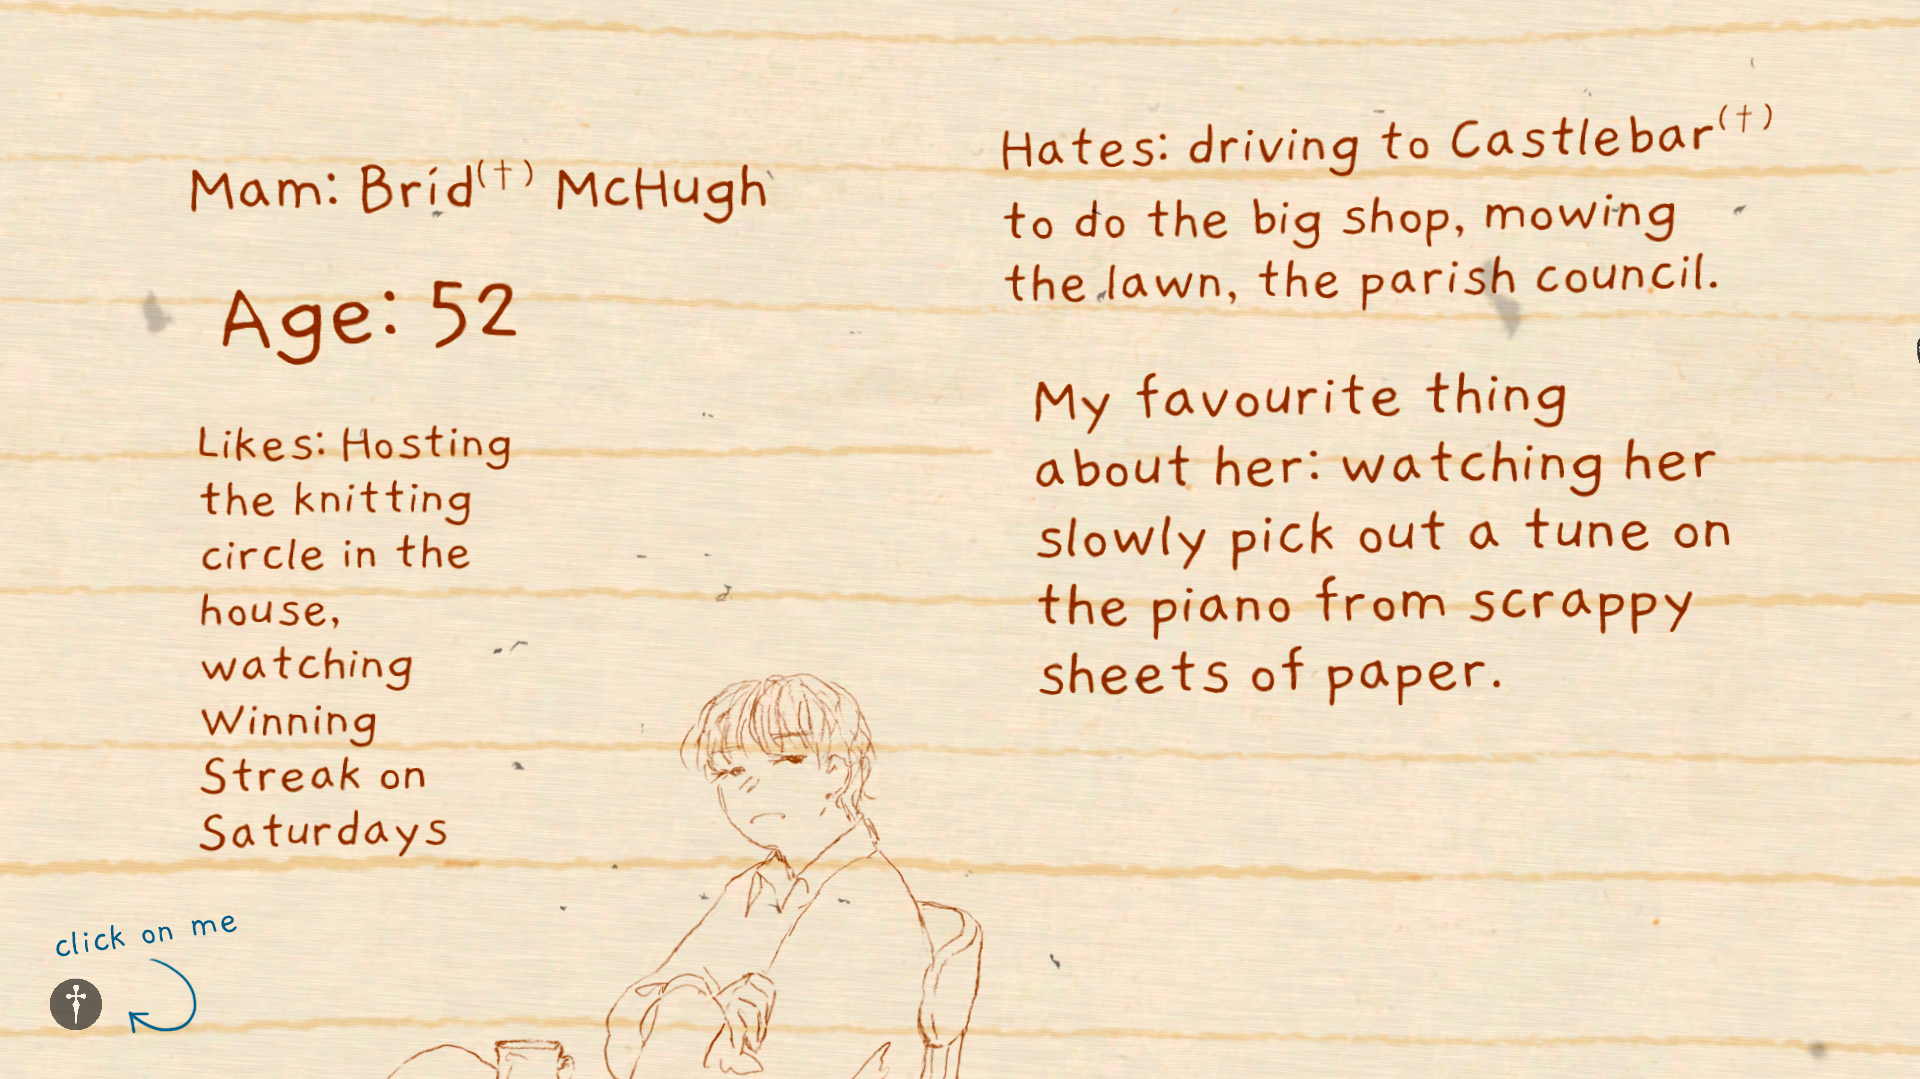 Mam: Bríd(†) McHugh
Age: 52
Likes: Hosting
the knitting
circle in the
house,
watching
Winning
Streak on
Saturdays
Hates: driving to Castlebar(†)
to do the big shop, mowing
the lawn, the parish council.
My favourite thing
about her: watching her
slowly pick out a tune on
the piano from scrappy
sheets of paper.
click on me
†